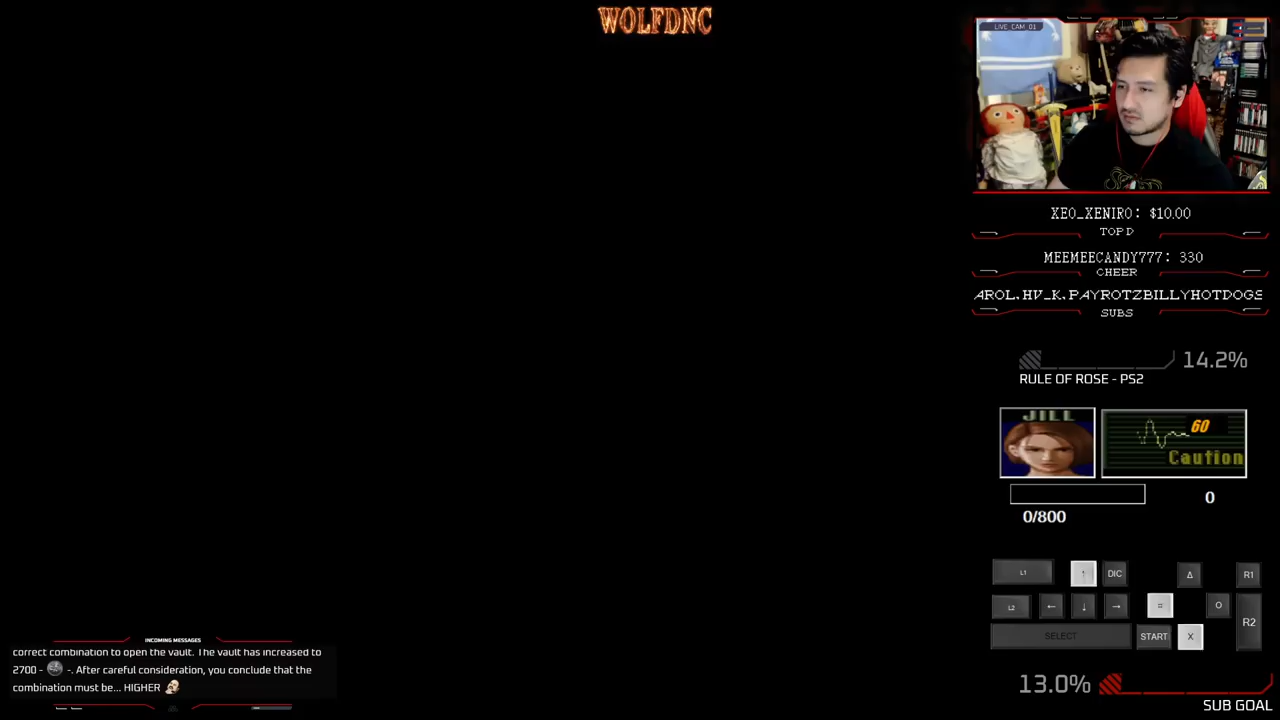 WOLFDNC
LIVE CAM 01
XEO_XENIRO: $10.00
TOP D
MEEMEECANDY777: 330
CHEER
AROL, HV_K, PAYROTZBILLYHOTDOGS
SUBS
14.2%
RULE OF ROSE - PS2
JILL
60
Caution
0
0/800
L1
↑
DIC
Δ
R1
L2
←
↓
→
=
O
R2
SELECT
START
X
13.0%
SUB GOAL
INCOMING MESSAGES
correct combination to open the vault. The vault has increased to
2700 - -. After careful consideration, you conclude that the
combination must be... HIGHER